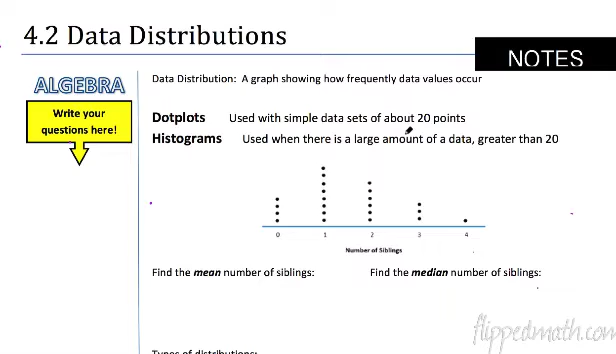 4.2 Data Distributions
NOTES
ALGEBRA
Write your
questions here!
Data Distribution: A graph showing how frequently data values occur
Dotplots Used with simple data sets of about 20 points
Histograms Used when there is a large amount of a data, greater than 20
0 1 2 3 4
Number of Siblings
Find the mean number of siblings: Find the median number of siblings:
flippedmath.com
Types of distributions: